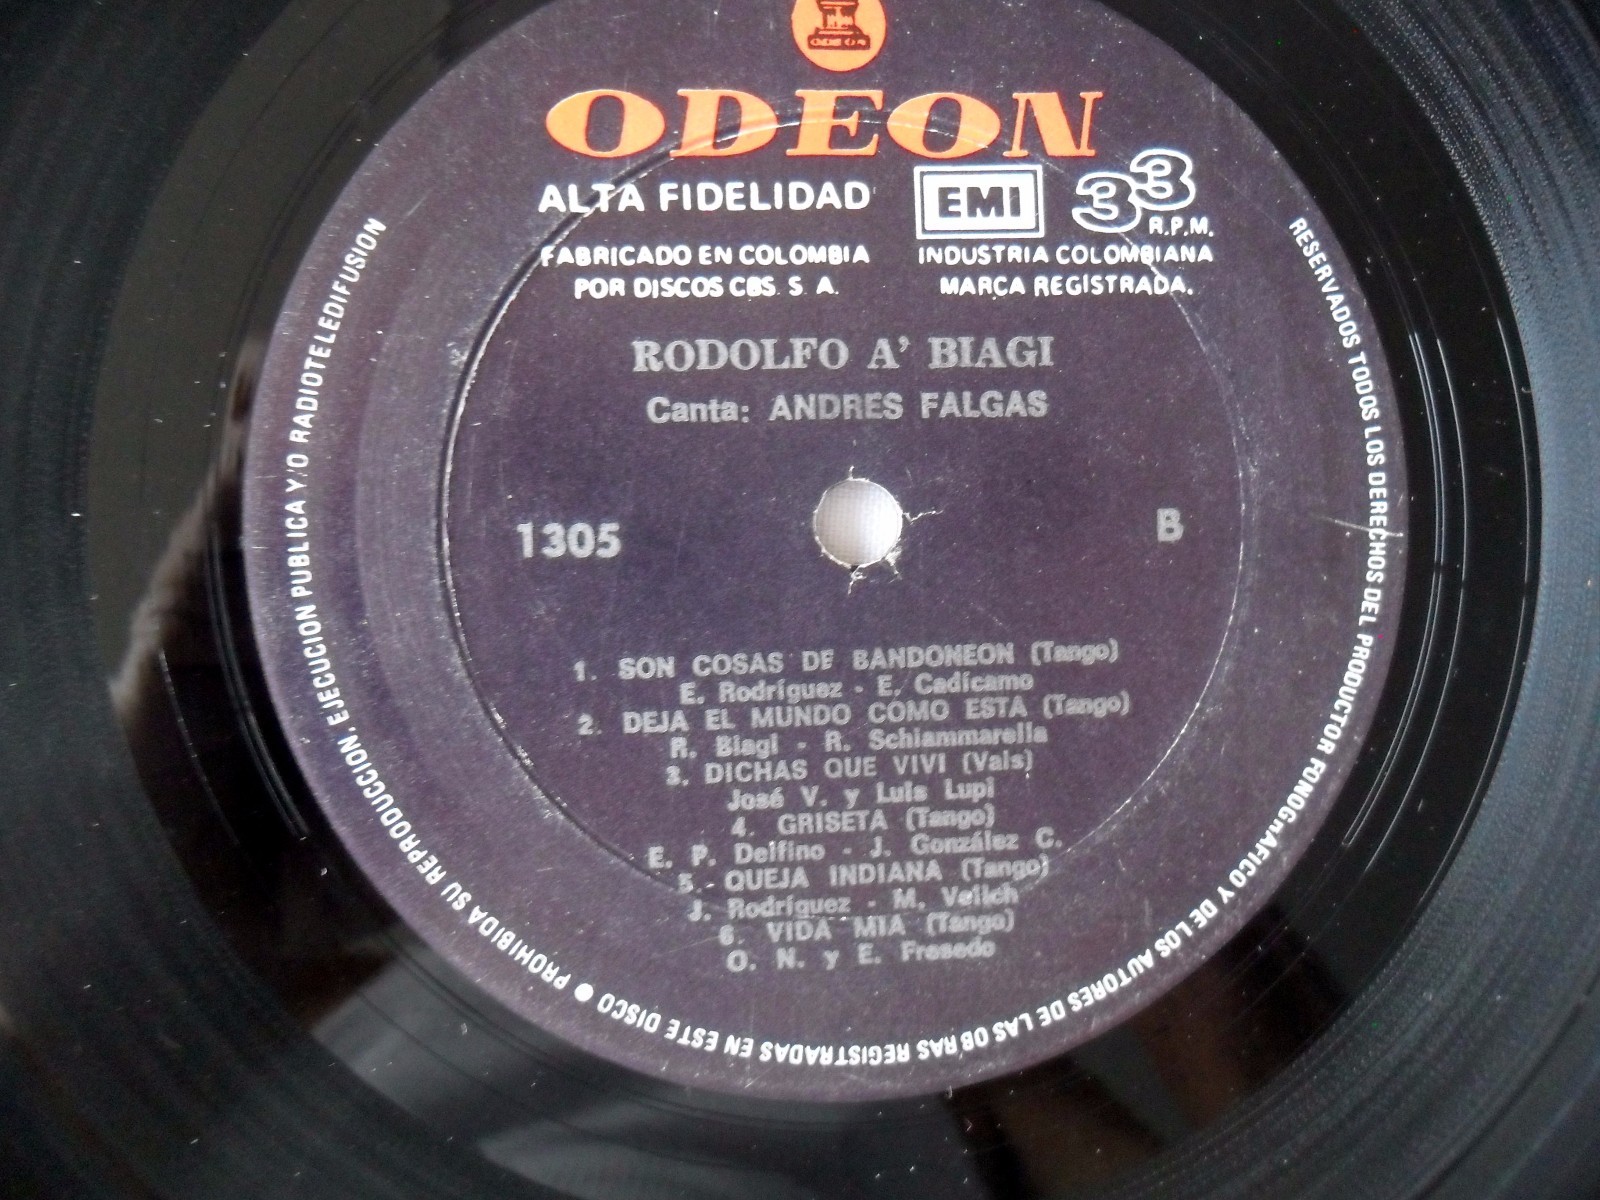 ODEON
ODEON
ALTA FIDELIDAD
EMI
33
R.P.M.
FABRICADO EN COLOMBIA
POR DISCOS CBS. S. A.
INDUSTRIA COLOMBIANA
MARCA REGISTRADA.
RODOLFO A' BIAGI
Canta: ANDRES FALGAS
1305
B
1. SON COSAS DE BANDONEON (Tango)
E. Rodríguez - E. Cadícamo
2. DEJA EL MUNDO COMO ESTA (Tango)
R. Biagi - R. Schiammarella
3. DICHAS QUE VIVI (Vals)
José V. y Luis Lupi
4. GRISETA (Tango)
E. P. Delfino - J. González C.
5. - QUEJA INDIANA (Tango)
J. Rodríguez - M. Velich
6. VIDA MIA (Tango)
O. N. y E. Fresedo
RESERVADOS TODOS LOS DERECHOS DEL PRODUCTOR FONOGRAFICO Y DE LOS AUTORES DE LAS OBRAS REGISTRADAS EN ESTE DISCO ● PROHIBIDA SU REPRODUCCION, EJECUCION PUBLICA Y/O RADIOTELEDIFUSION